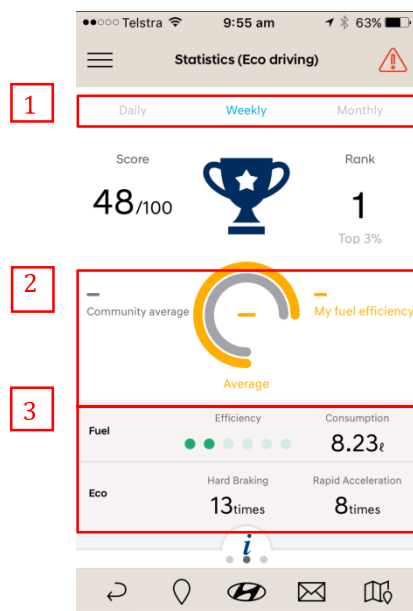 Telstra 9:55 am 63%
Statistics (Eco driving)
1
Daily Weekly Monthly
Score Rank
48/100 1
Top 3%
2
Community average My fuel efficiency
Average
3
Fuel Efficiency Consumption
8.23ℓ
Eco Hard Braking Rapid Acceleration
13times 8times
i